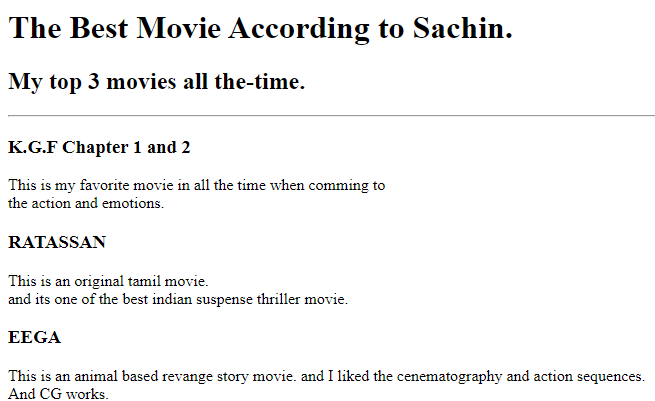 The Best Movie According to Sachin.
My top 3 movies all the-time.
K.G.F Chapter 1 and 2
This is my favorite movie in all the time when comming to
the action and emotions.
RATASSAN
This is an original tamil movie.
and its one of the best indian suspense thriller movie.
EEGA
This is an animal based revange story movie. and I liked the cenematography and action sequences.
And CG works.